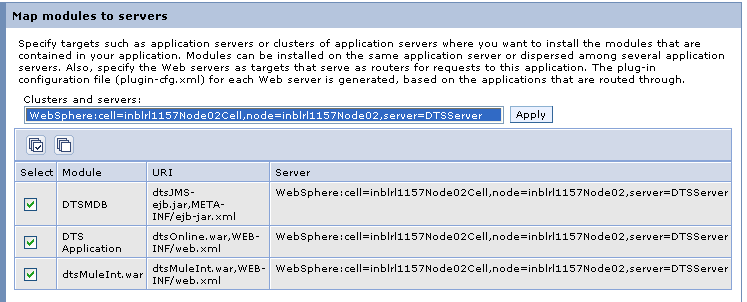 Map modules to servers
Specify targets such as application servers or clusters of application servers where you want to install the modules that are
contained in your application. Modules can be installed on the same application server or dispersed among several application
servers. Also, specify the Web servers as targets that serve as routers for requests to this application. The plug-in
configuration file (plugin-cfg.xml) for each Web server is generated, based on the applications that are routed through.
Clusters and servers:
WebSphere:cell=inblrl1157Node02Cell,node=inblrl1157Node02,server=DTSServer Apply
Select Module URI Server
DTSMDB dtsJMS-
ejb.jar,META-
INF/ejb-jar.xml WebSphere:cell=inblrl1157Node02Cell,node=inblrl1157Node02,server=DTSServer
DTS
Application dtsOnline.war,WEB-
INF/web.xml WebSphere:cell=inblrl1157Node02Cell,node=inblrl1157Node02,server=DTSServer
dtsMuleInt.war dtsMuleInt.war,WEB-
INF/web.xml WebSphere:cell=inblrl1157Node02Cell,node=inblrl1157Node02,server=DTSServer